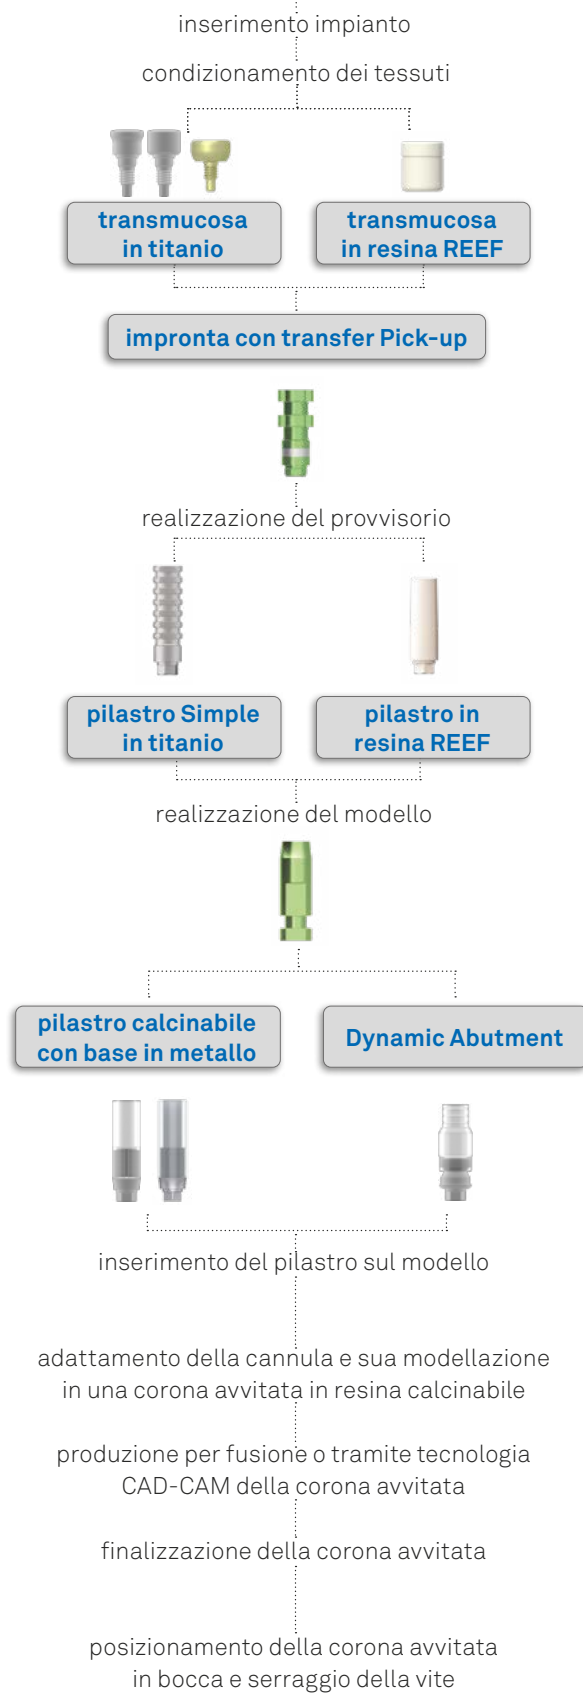 inserimento impianto
condizionamento dei tessuti
transmucosa
in titanio
transmucosa
in resina REEF
impronta con transfer Pick-up
realizzazione del provvisorio
pilastro Simple
in titanio
pilastro in
resina REEF
realizzazione del modello
pilastro calcinabile
con base in metallo
Dynamic Abutment
inserimento del pilastro sul modello
adattamento della cannula e sua modellazione
in una corona avvitata in resina calcinabile
produzione per fusione o tramite tecnologia
CAD-CAM della corona avvitata
finalizzazione della corona avvitata
posizionamento della corona avvitata
in bocca e serraggio della vite